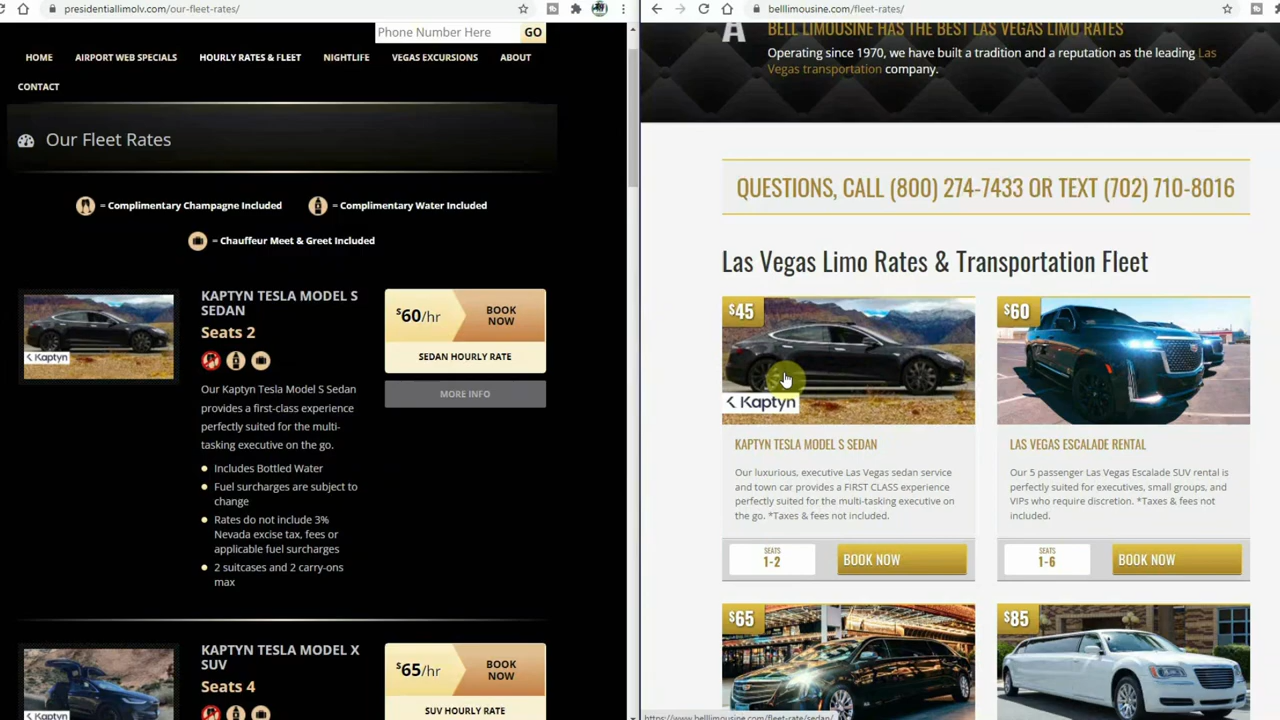 presidentiallimolv.com/our-fleet-rates/
Phone Number Here
GO
HOME
AIRPORT WEB SPECIALS
HOURLY RATES & FLEET
NIGHTLIFE
VEGAS EXCURSIONS
ABOUT
CONTACT
Our Fleet Rates
= Complimentary Champagne Included
= Complimentary Water Included
= Chauffeur Meet & Greet Included
< Kaptyn
KAPTYN TESLA MODEL S
SEDAN
Seats 2
Our Kaptyn Tesla Model S Sedan
provides a first-class experience
perfectly suited for the multi-
tasking executive on the go.
Includes Bottled Water
Fuel surcharges are subject to
change
Rates do not include 3%
Nevada excise tax, fees or
applicable fuel surcharges
2 suitcases and 2 carry-ons
max
$60/hr
BOOK
NOW
SEDAN HOURLY RATE
MORE INFO
< Kaptyn
KAPTYN TESLA MODEL X
SUV
Seats 4
$65/hr
BOOK
NOW
SUV HOURLY RATE
belllimousine.com/fleet-rates/
BELL LIMOUSINE HAS THE BEST LAS VEGAS LIMO RATES
Operating since 1970, we have built a tradition and a reputation as the leading Las
Vegas transportation company.
QUESTIONS, CALL (800) 274-7433 OR TEXT (702) 710-8016
Las Vegas Limo Rates & Transportation Fleet
$45
< Kaptyn
KAPTYN TESLA MODEL S SEDAN
Our luxurious, executive Las Vegas sedan service
and town car provides a FIRST CLASS experience
perfectly suited for the multi-tasking executive on
the go. *Taxes & fees not included.
SEATS
1-2
BOOK NOW
$60
LAS VEGAS ESCALADE RENTAL
Our 5 passenger Las Vegas Escalade SUV rental is
perfectly suited for executives, small groups, and
VIPs who require discretion. *Taxes & fees not
included.
SEATS
1-6
BOOK NOW
$65
$85
https://www.belllimousine.com/fleet-rate/sedan/